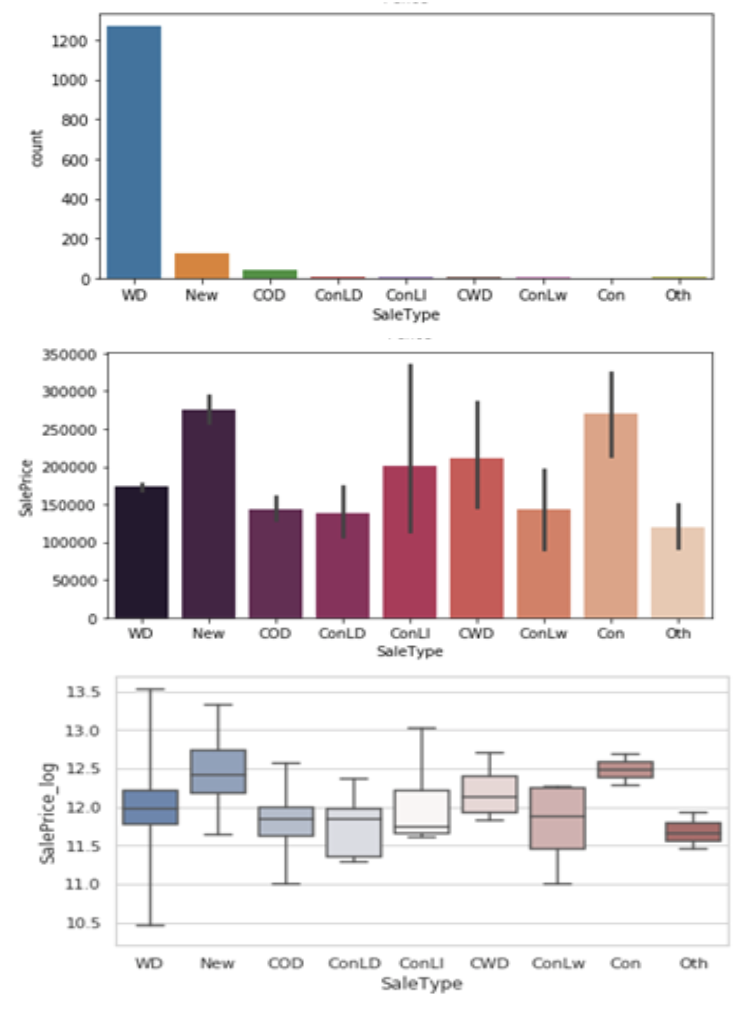 1200
1000
800
600
400
200
0
count
WD New COD ConLD ConLI CWD ConLw Con Oth
SaleType
350000
300000
250000
200000
150000
100000
50000
0
SalePrice
WD New COD ConLD ConLI CWD ConLw Con Oth
SaleType
13.5
13.0
12.5
12.0
11.5
11.0
10.5
SalePrice_log
WD New COD ConLD ConLI CWD ConLw Con Oth
SaleType